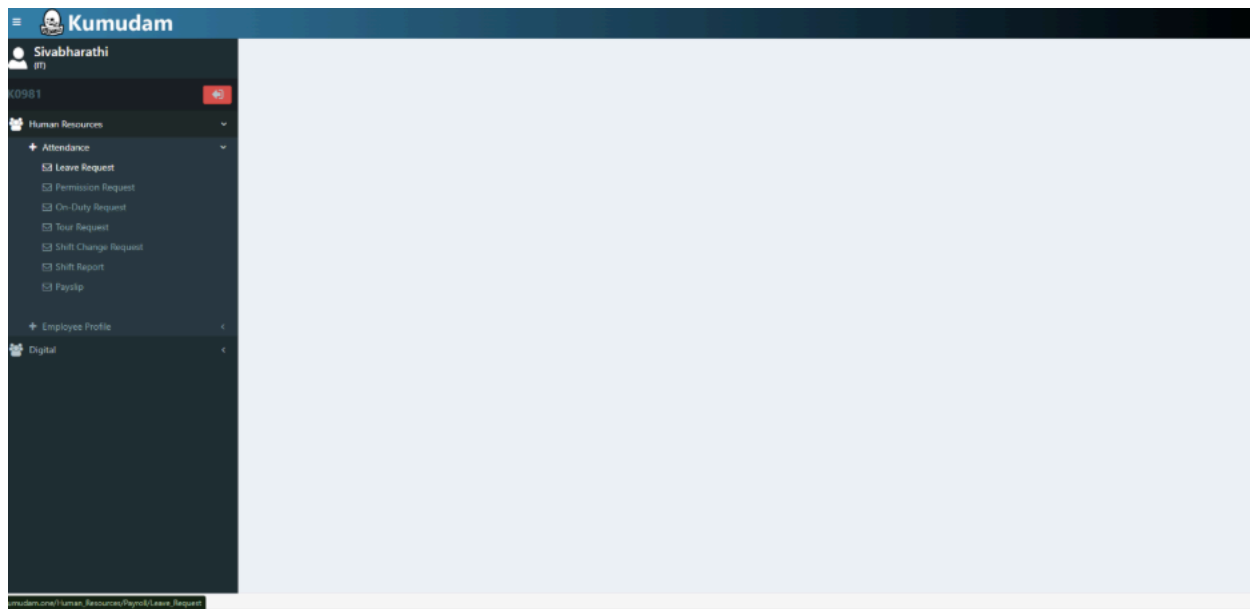 Kumudam
Sivabharathi
(IT)
K0981
Human Resources
Attendance
Leave Request
Permission Request
On-Duty Request
Tour Request
Shift Change Request
Shift Report
Payslip
Employee Profile
Digital
umudam.one/Human_Resources/Payroll/Leave_Request